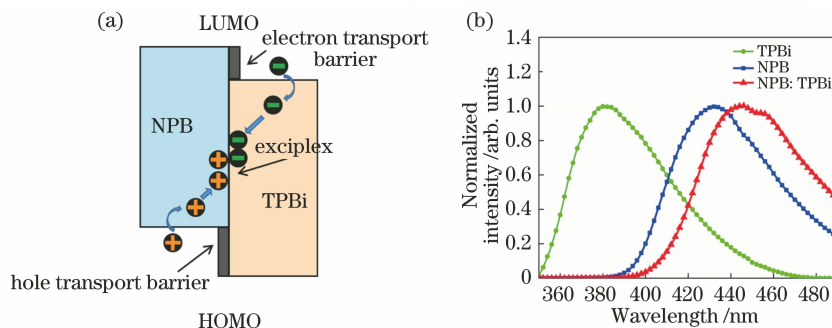 (a)
LUMO
electron transport
barrier
NPB
exciplex
TPBi
hole transport barrier
HOMO
(b)
Normalized
intensity /arb. units
1.4
1.2
1.0
0.8
0.6
0.4
0.2
0
TPBi
NPB
NPB: TPBi
360 380 400 420 440 460 480
Wavelength /nm